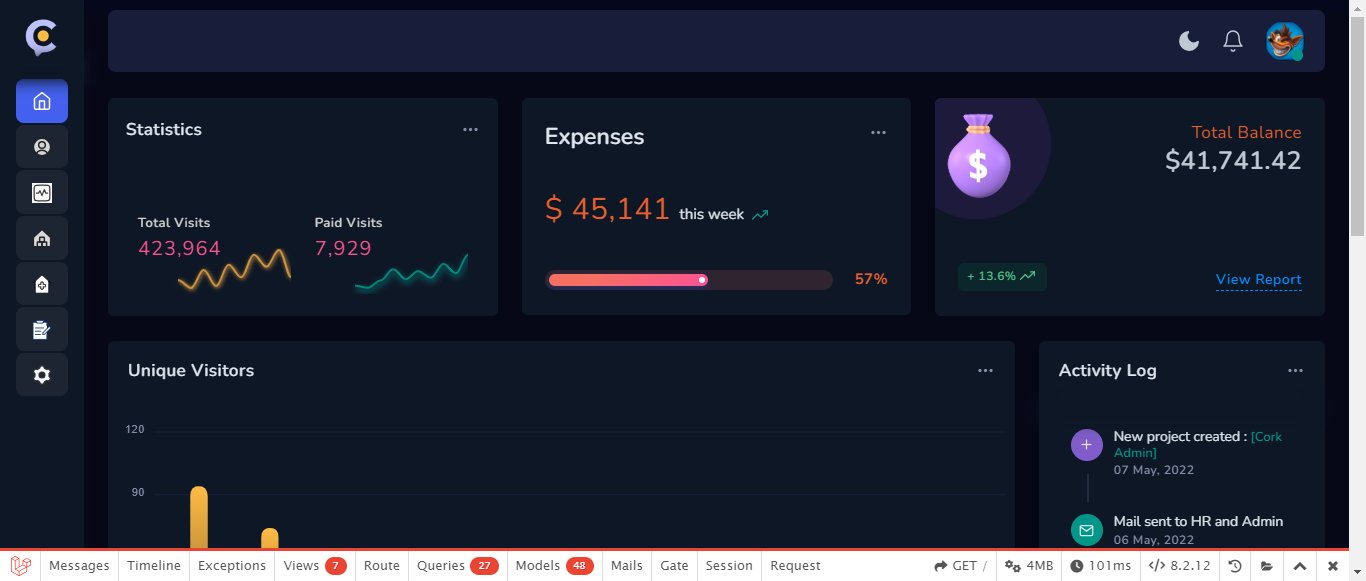 Statistics
Total Visits
423,964
Paid Visits
7,929
Expenses
$ 45,141 this week
57%
$
Total Balance
$41,741.42
+ 13.6%
View Report
Unique Visitors
120
90
Activity Log
New project created : [Cork
Admin]
07 May, 2022
Mail sent to HR and Admin
06 May, 2022
Messages Timeline Exceptions Views 7 Route Queries 27 Models 48 Mails Gate Session Request GET / 4MB 101ms 8.2.12